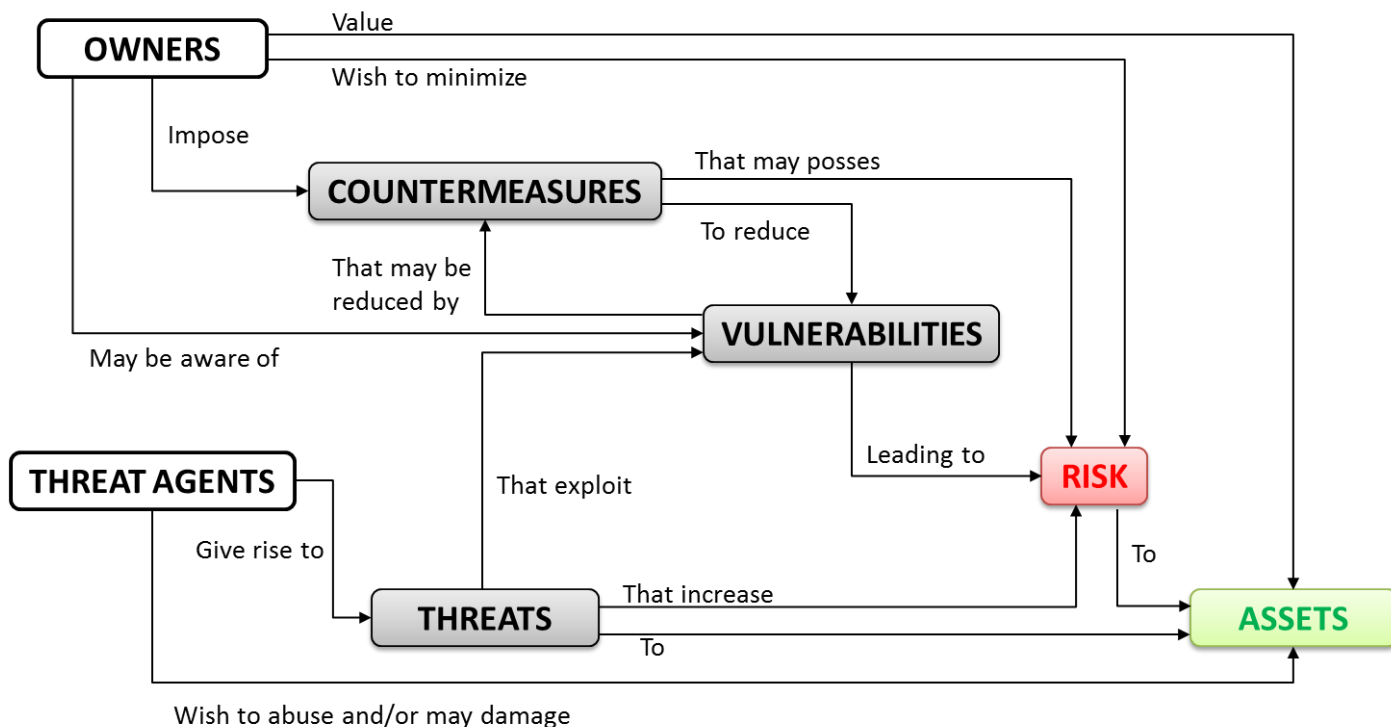 Value
OWNERS
Wish to minimize
Impose
That may posses
COUNTERMEASURES
To reduce
That may be
reduced by
VULNERABILITIES
May be aware of
Leading to
RISK
THREAT AGENTS
That exploit
Give rise to
To
That increase
THREATS
ASSETS
To
Wish to abuse and/or may damage